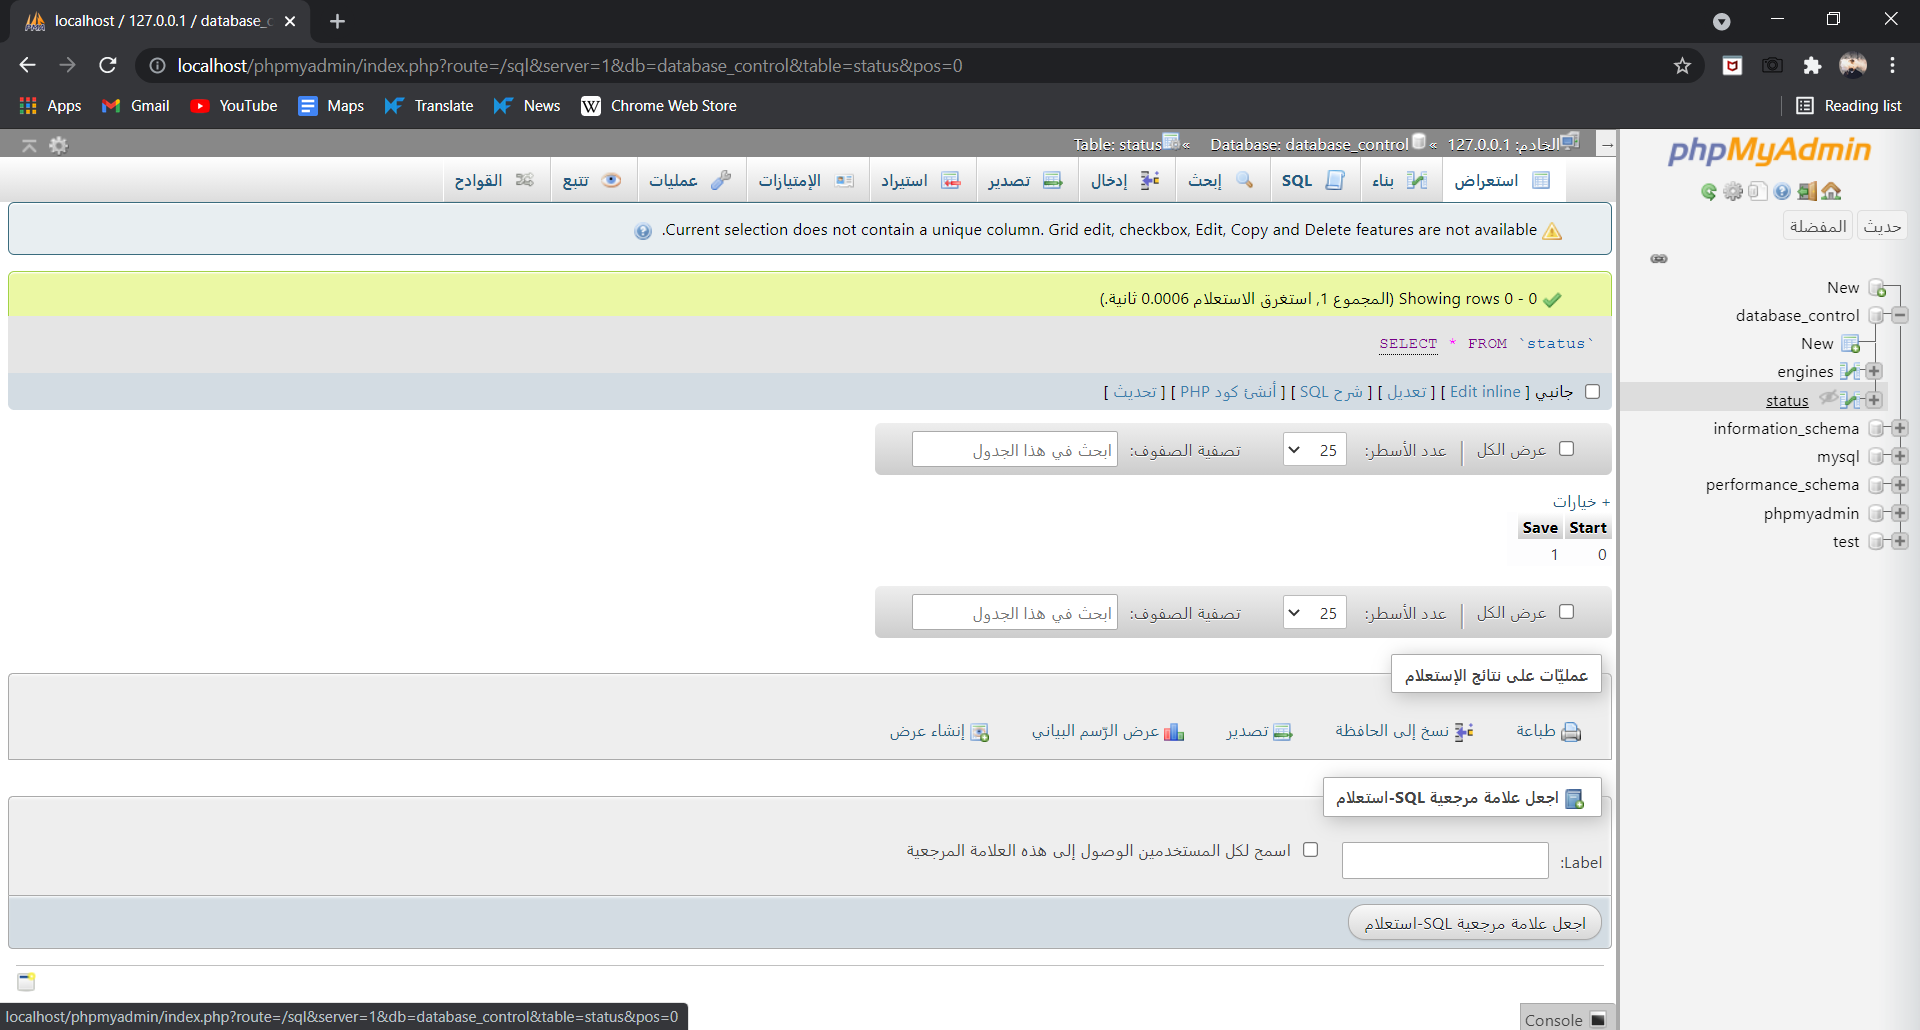 localhost / 127.0.0.1 / database_c
localhost/phpmyadmin/index.php?route=/sql&server=1&db=database_control&table=status&pos=0
Apps Gmail YouTube Maps Translate News Chrome Web Store Reading list
الخادم: 127.0.0.1 » Database: database_control » Table: status
phpMyAdmin
استعراض بناء SQL إبحث إدخال تصدير استيراد الإمتيازات عمليات تتبع القوادح
حديث المفضلة
New
database_control
New
engines
status
information_schema
mysql
performance_schema
phpmyadmin
test
Current selection does not contain a unique column. Grid edit, checkbox, Edit, Copy and Delete features are not available.
Showing rows 0 - 0 (المجموع 1, استغرق الاستعلام 0.0006 ثانية.)
SELECT * FROM `status`
جانبي [ Edit inline ] [ تعديل ] [ شرح SQL ] [ أنشئ كود PHP ] [ تحديث ]
عرض الكل | عدد الأسطر: 25 تصفية الصفوف: ابحث في هذا الجدول
+ خيارات
Start Save
0 1
عرض الكل | عدد الأسطر: 25 تصفية الصفوف: ابحث في هذا الجدول
عمليّات على نتائج الإستعلام
طباعة نسخ إلى الحافظة تصدير عرض الرّسم البياني إنشاء عرض
اجعل علامة مرجعية SQL-استعلام
Label: اسمح لكل المستخدمين الوصول إلى هذه العلامة المرجعية
اجعل علامة مرجعية SQL-استعلام
localhost/phpmyadmin/index.php?route=/sql&server=1&db=database_control&table=status&pos=0
Console